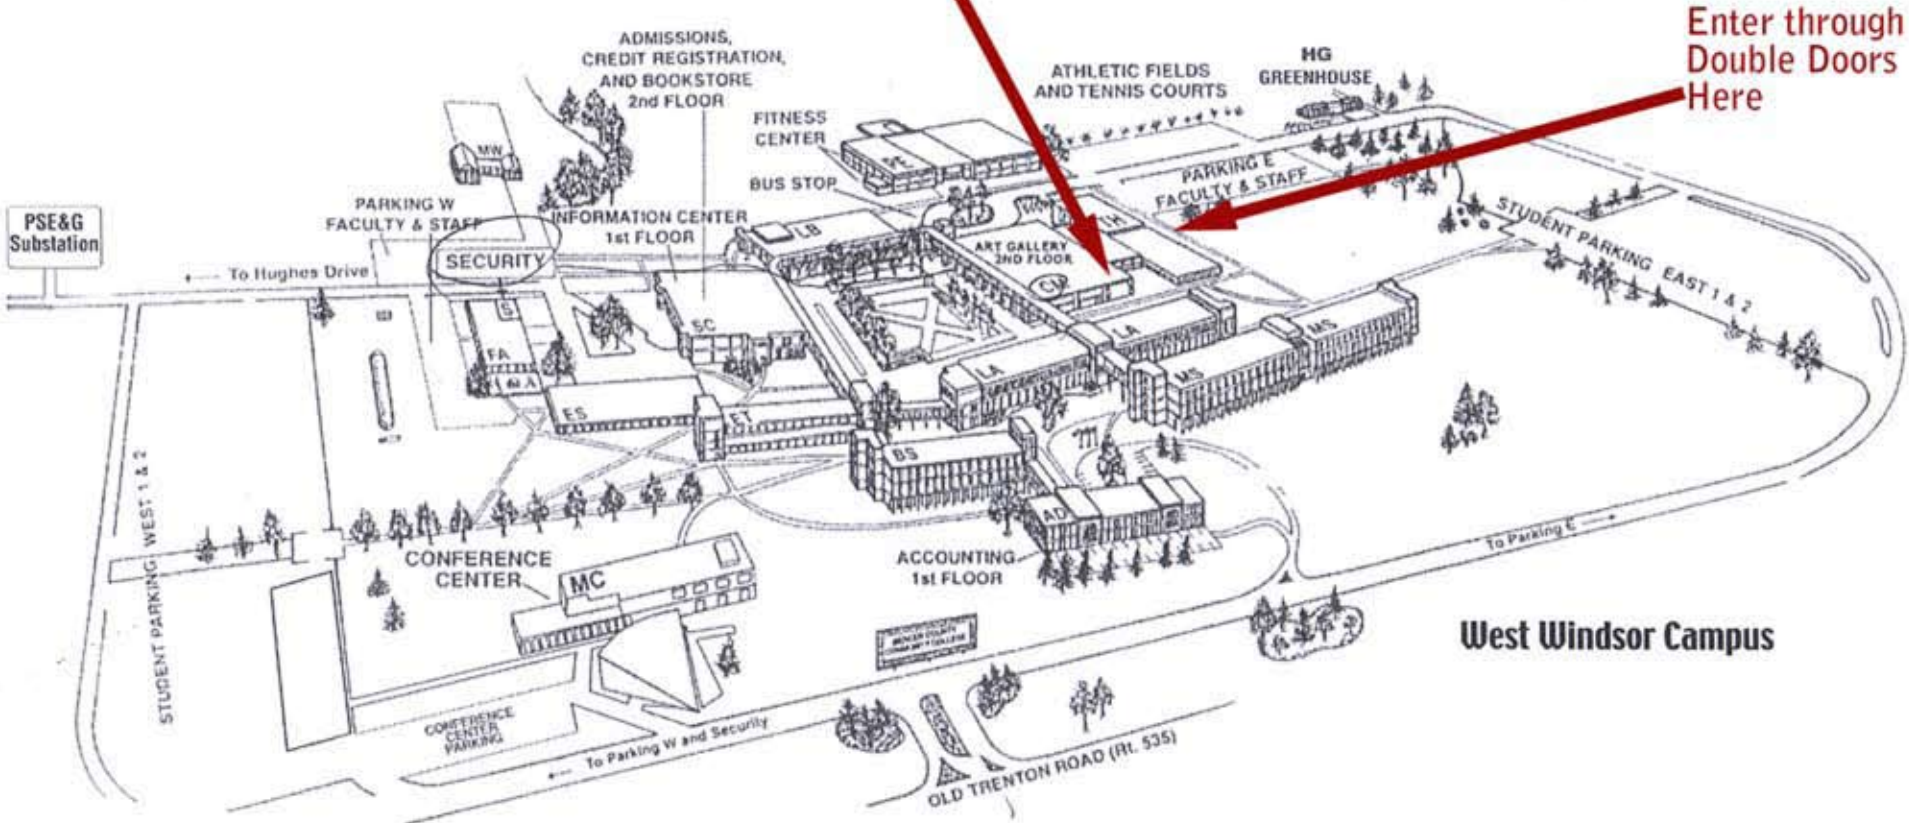 Enter through
Double Doors
Here
ADMISSIONS,
CREDIT REGISTRATION,
AND BOOKSTORE
2nd FLOOR
HG
GREENHOUSE
ATHLETIC FIELDS
AND TENNIS COURTS
FITNESS
CENTER
PE
MW
BUS STOP
PARKING E
FACULTY & STAFF
PARKING W
FACULTY & STAFF
INFORMATION CENTER
1st FLOOR
PSE&G
Substation
LB
TH
STUDENT PARKING EAST 1 & 2
ART GALLERY
2ND FLOOR
SECURITY
To Hughes Drive
CM
S
SC
LA
MS
FA
LA
MS
ES
ET
BS
STUDENT PARKING WEST 1 & 2
AD
To Parking E
CONFERENCE
CENTER
MC
ACCOUNTING
1st FLOOR
MERCER COUNTY
COMMUNITY COLLEGE
West Windsor Campus
CONFERENCE
CENTER
PARKING
To Parking W and Security
OLD TRENTON ROAD (Rt. 535)